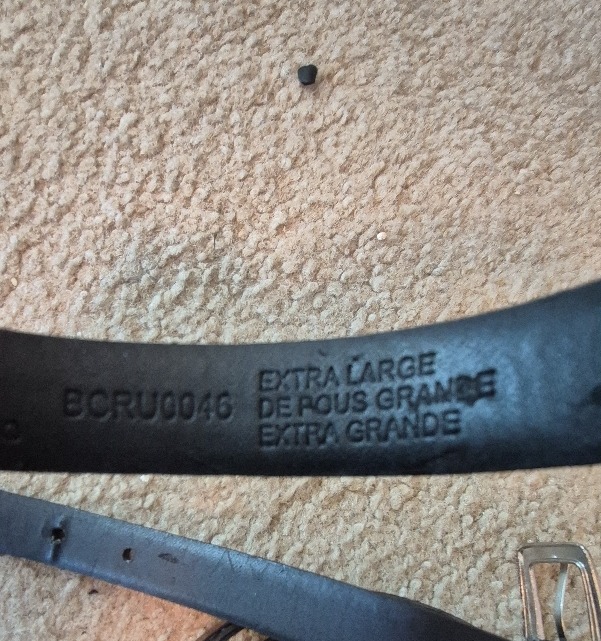 BCRU0046
EXTRA LARGE
DE POUS GRANDE
EXTRA GRANDE